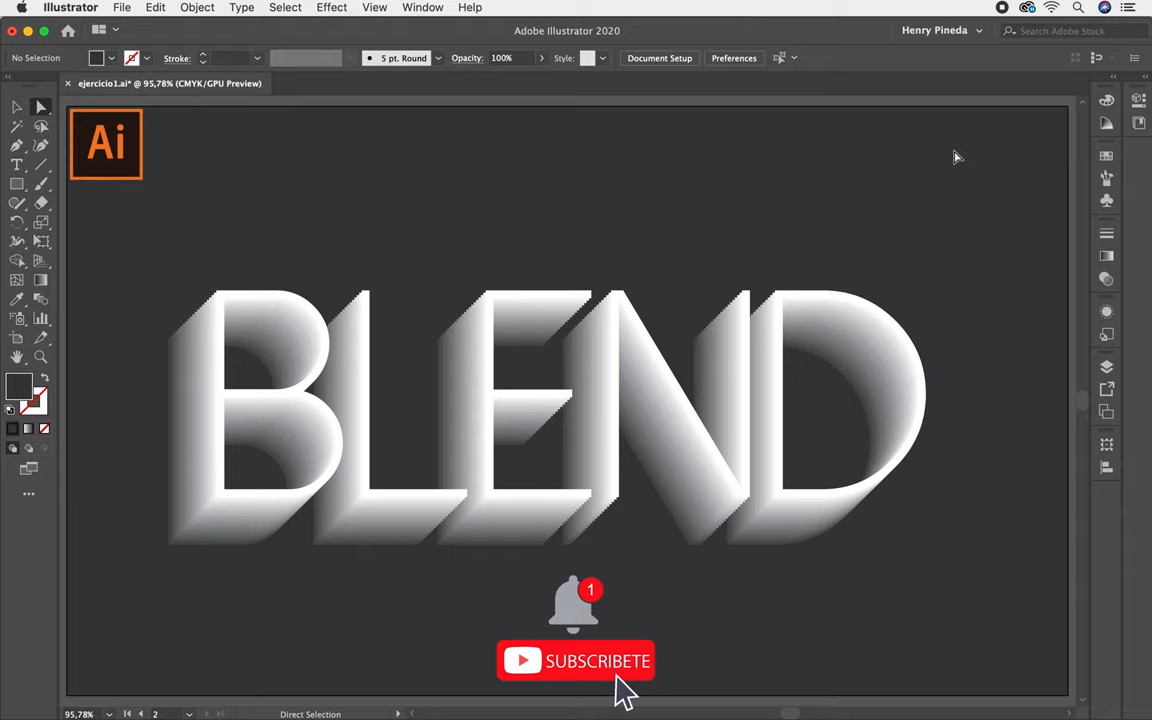 Illustrator File Edit Object Type Select Effect View Window Help
Adobe Illustrator 2020
Henry Pineda
Search Adobe Stock
No Selection
Stroke:
5 pt. Round
Opacity: 100%
Style:
Document Setup
Preferences
ejercicio1.ai* @ 95,78% (CMYK/GPU Preview)
Ai
BLEND
1
SUBSCRIBETE
95,78%
2
Direct Selection